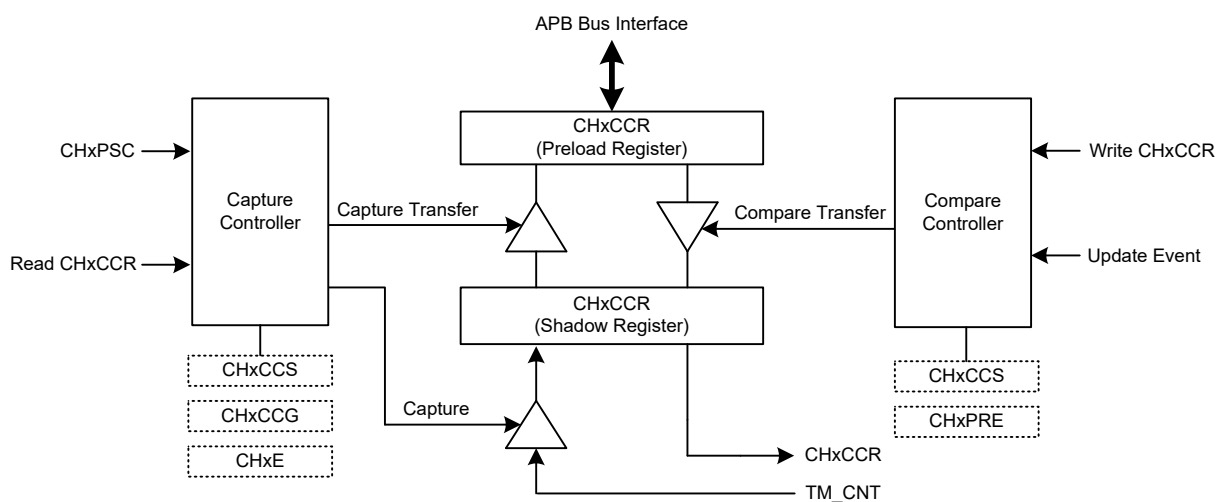 APB Bus Interface
CHxCCR
(Preload Register)
CHxPSC
Write CHxCCR
Capture
Controller
Capture Transfer
Compare Transfer
Compare
Controller
Read CHxCCR
Update Event
CHxCCR
(Shadow Register)
CHxCCS
CHxCCS
CHxCCG
Capture
CHxPRE
CHxE
CHxCCR
TM_CNT